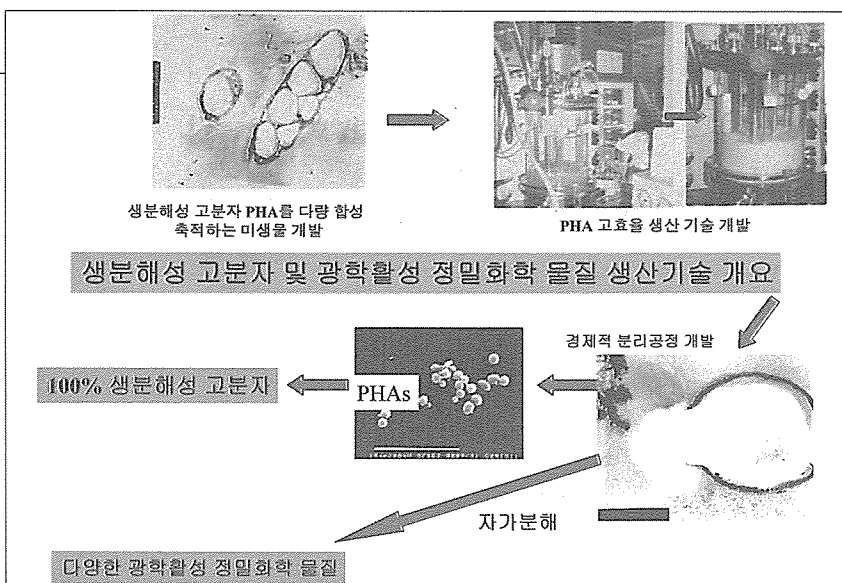 생분해성 고분자 PHA를 다량 합성
축적하는 미생물 개발
PHA 고효율 생산 기술 개발
생분해성 고분자 및 광학활성 정밀화학 물질 생산기술 개요
경제적 분리공정 개발
100% 생분해성 고분자
PHAs
자가분해
다양한 광학활성 정밀화학 물질